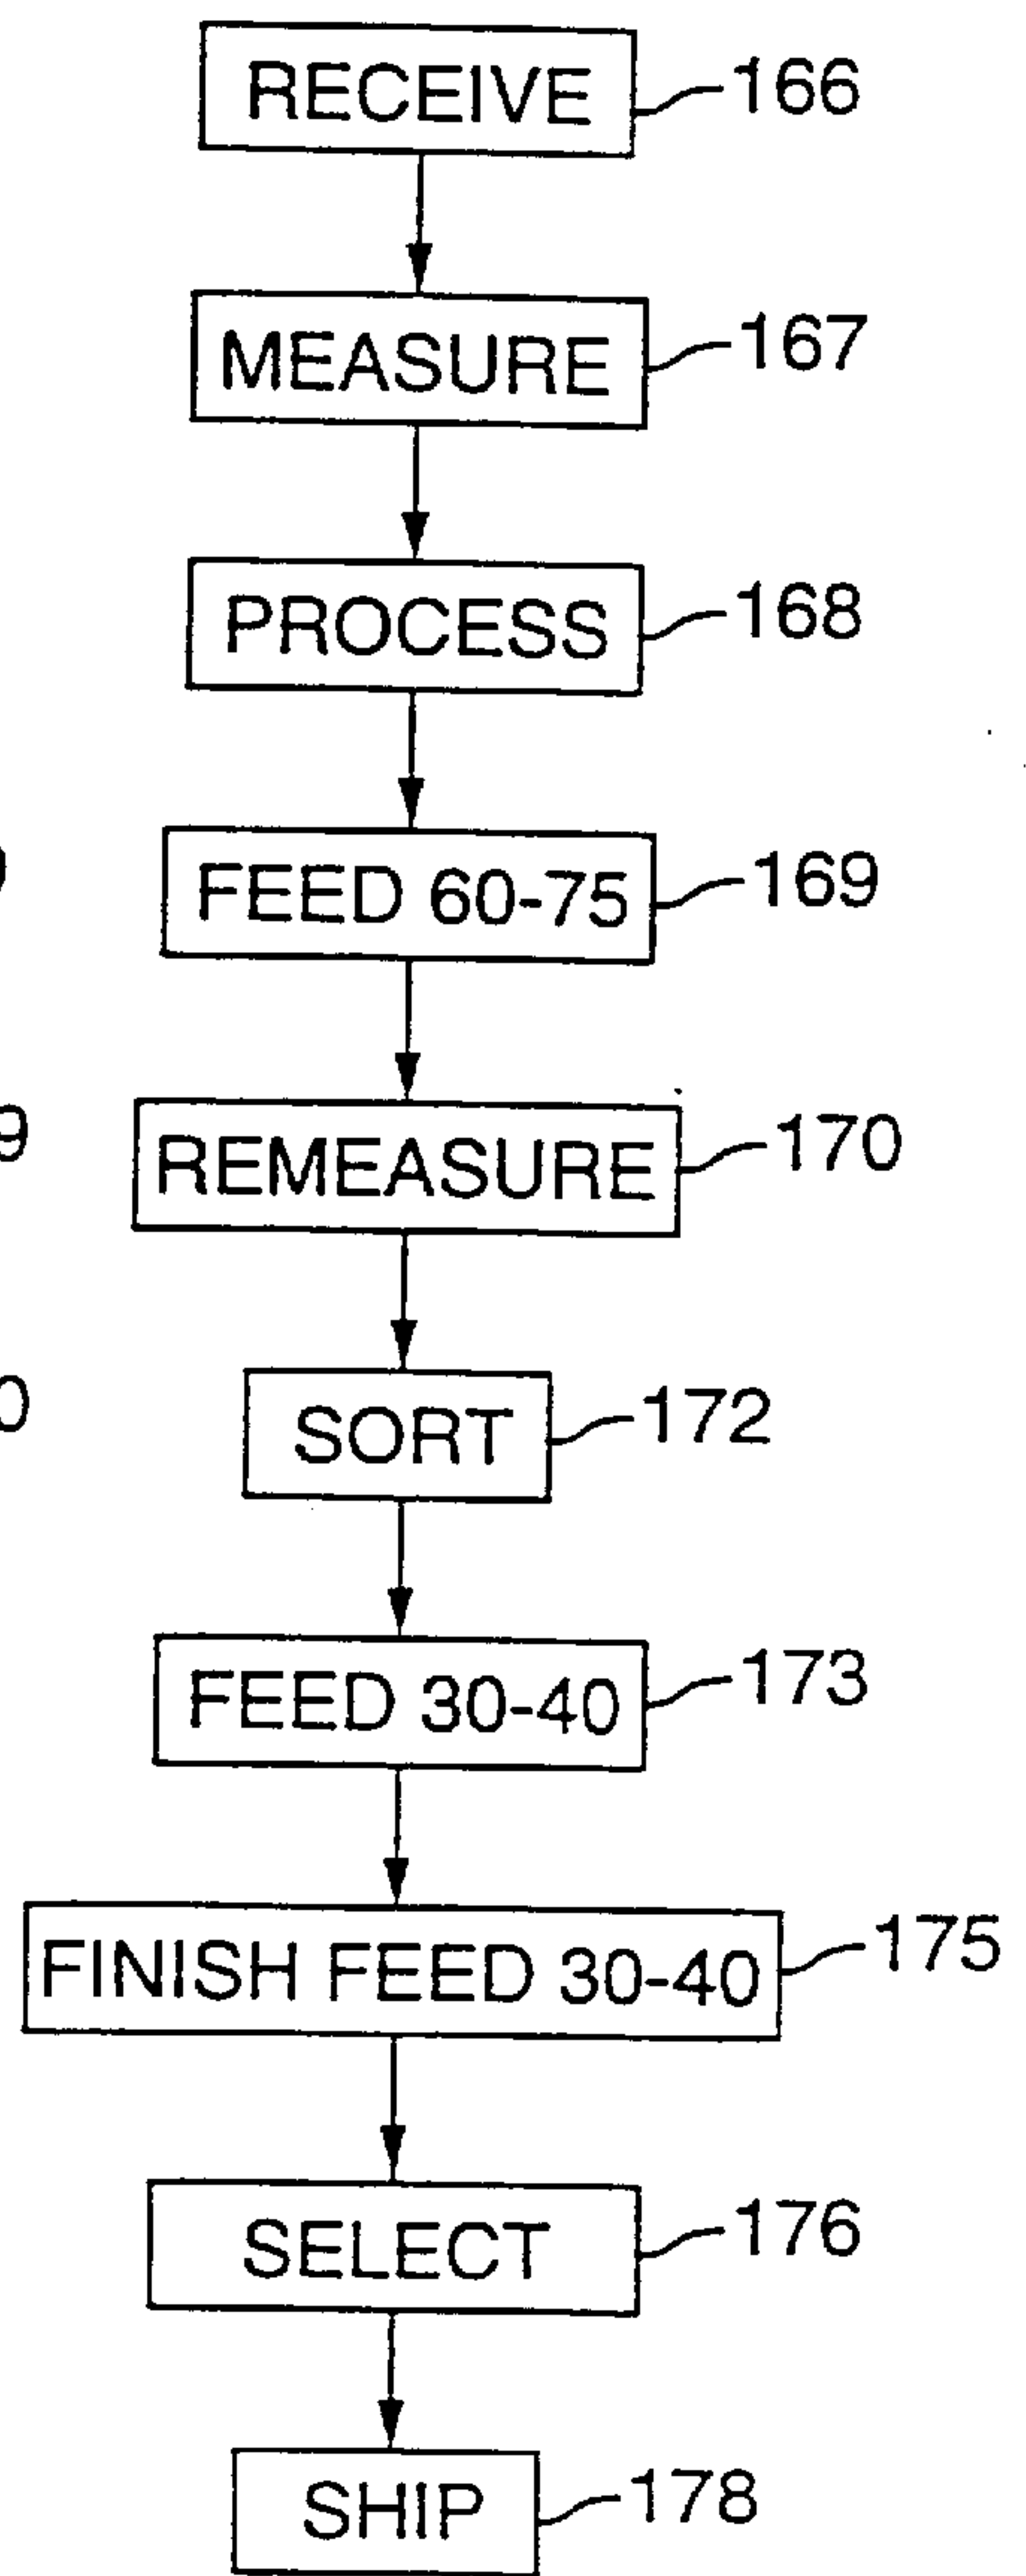 RECEIVE 166
MEASURE 167
PROCESS 168
FEED 60-75 169
REMEASURE 170
SORT 172
FEED 30-40 173
FINISH FEED 30-40 175
SELECT 176
SHIP 178